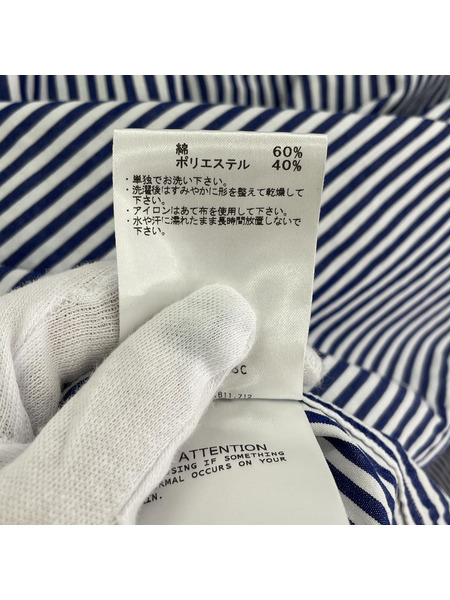 綿 60%
ポリエステル 40%
・単独でお洗い下さい。
・洗濯後はすみやかに形を整えて乾燥して
下さい。
・アイロンはあて布を使用して下さい。
・水や汗に濡れたまま長時間放置しないで
下さい。
ATTENTION
IF SOMETHING
OCCURS ON YOUR